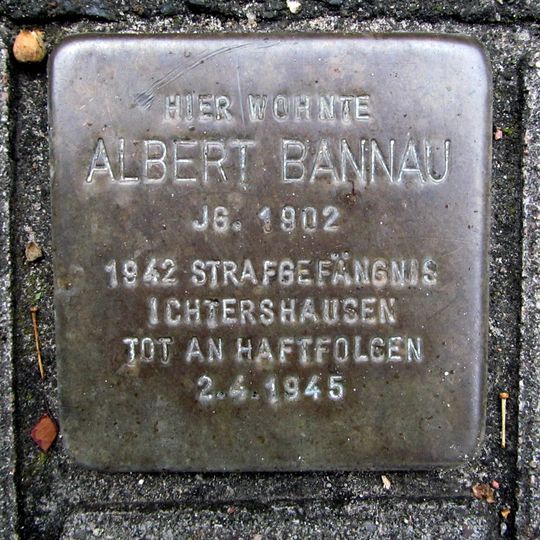 HIER WOHNTE
ALBERT BANNAU
JG. 1902
1942 STRAFGEFÄNGNIS
ICHTERSHAUSEN
TOT AN HAFTFOLGEN
2.4.1945